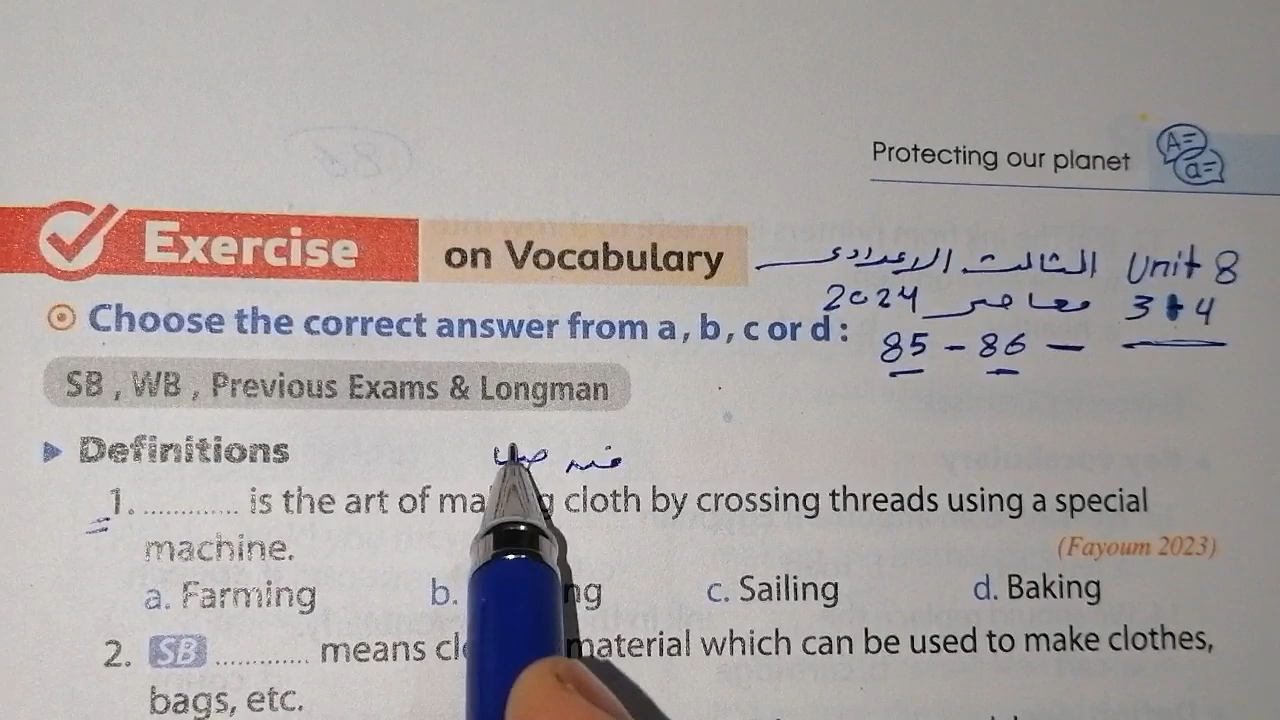 Protecting our planet
A=
a=
Exercise on Vocabulary
الثالث الاعدادى Unit 8
معاصر 2024 3+4
Choose the correct answer from a, b, c or d :
85 - 86 -
SB , WB , Previous Exams & Longman
Definitions
1. ............. is the art of ma g cloth by crossing threads using a special
machine. (Fayoum 2023)
a. Farming b. ng c. Sailing d. Baking
2. SB ............. means material which can be used to make clothes,
bags, etc.